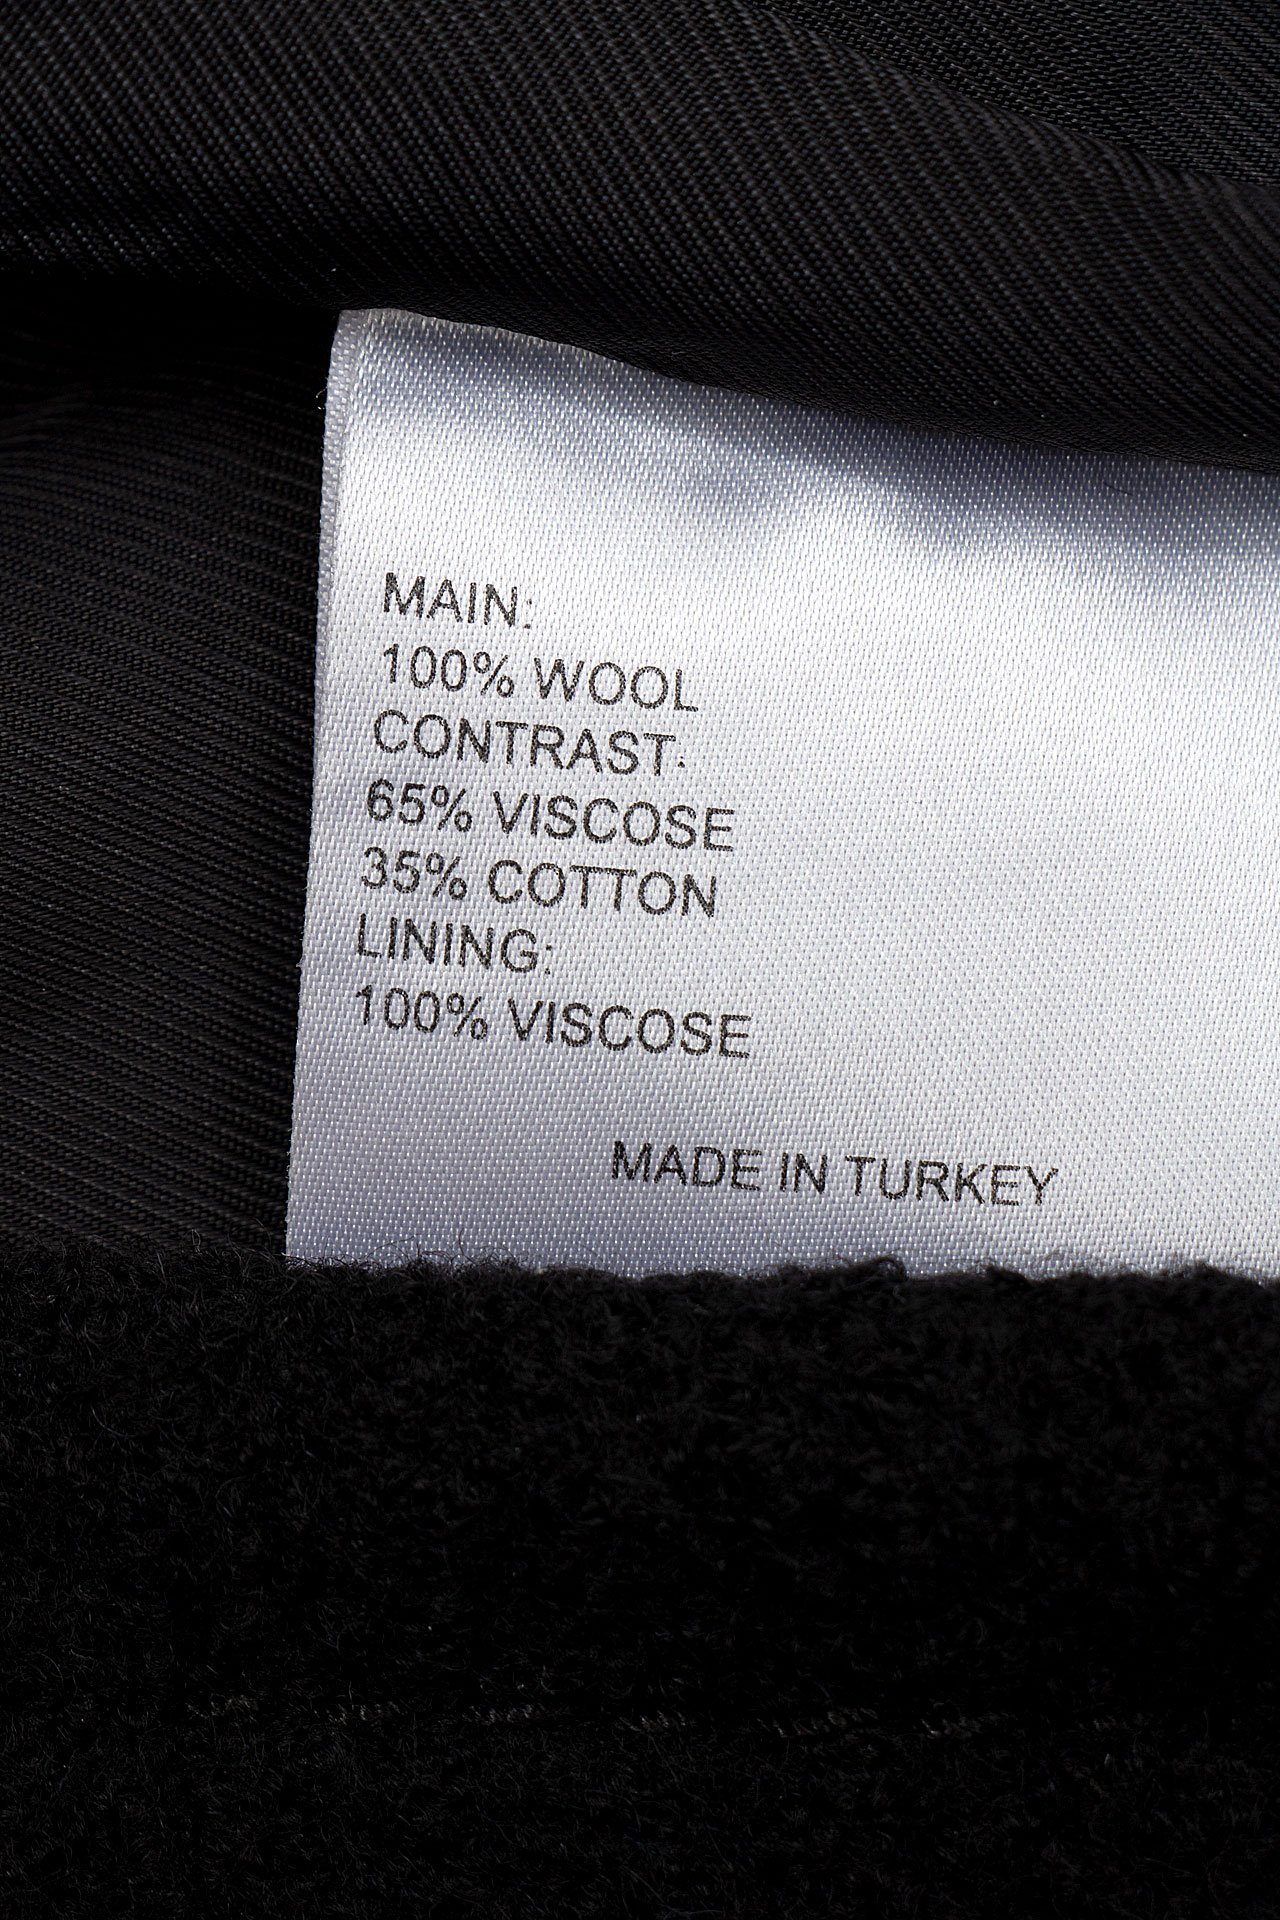 MAIN:
100% WOOL
CONTRAST:
65% VISCOSE
35% COTTON
LINING:
100% VISCOSE
MADE IN TURKEY